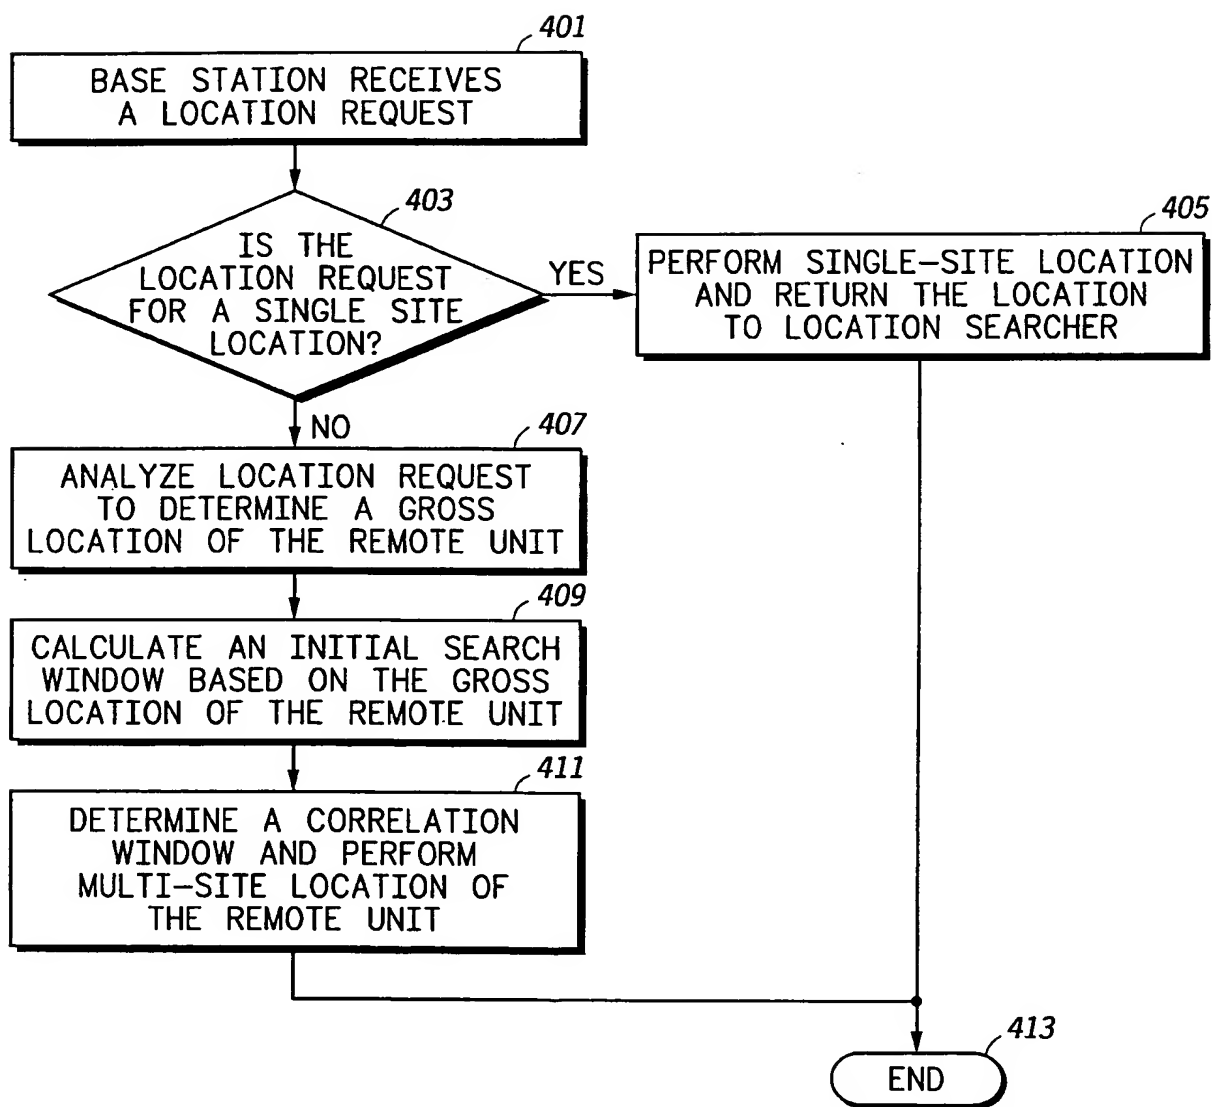 401
BASE STATION RECEIVES
A LOCATION REQUEST
403
IS THE
LOCATION REQUEST
FOR A SINGLE SITE
LOCATION?
YES
405
PERFORM SINGLE-SITE LOCATION
AND RETURN THE LOCATION
TO LOCATION SEARCHER
NO
407
ANALYZE LOCATION REQUEST
TO DETERMINE A GROSS
LOCATION OF THE REMOTE UNIT
409
CALCULATE AN INITIAL SEARCH
WINDOW BASED ON THE GROSS
LOCATION OF THE REMOTE UNIT
411
DETERMINE A CORRELATION
WINDOW AND PERFORM
MULTI-SITE LOCATION OF
THE REMOTE UNIT
413
END